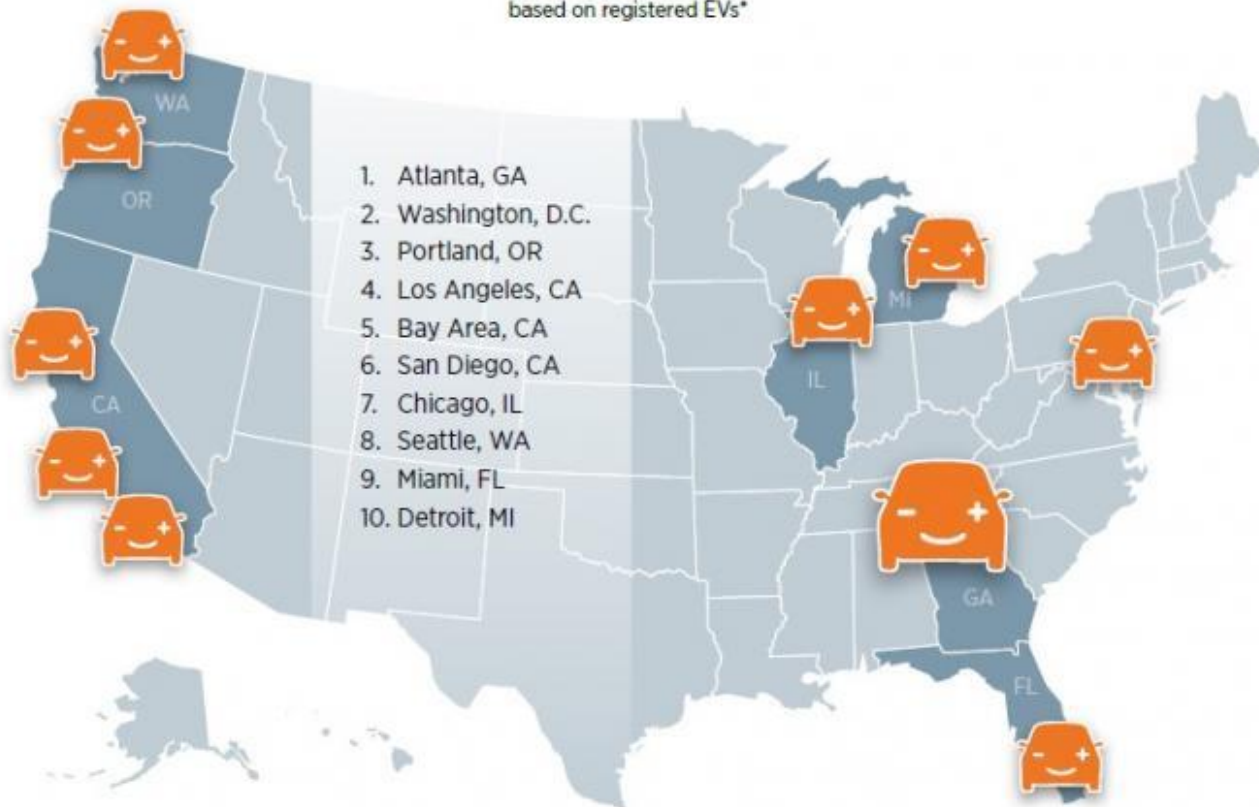 based on registered EVs*
WA
OR
CA
1. Atlanta, GA
2. Washington, D.C.
3. Portland, OR
4. Los Angeles, CA
5. Bay Area, CA
6. San Diego, CA
7. Chicago, IL
8. Seattle, WA
9. Miami, FL
10. Detroit, MI
MI
IL
GA
FL